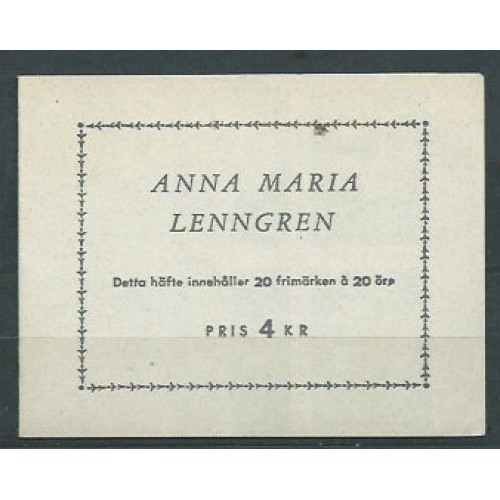 ANNA MARIA
LENNGREN
Detta häfte innehåller 20 frimärken à 20 öre
PRIS 4 KR